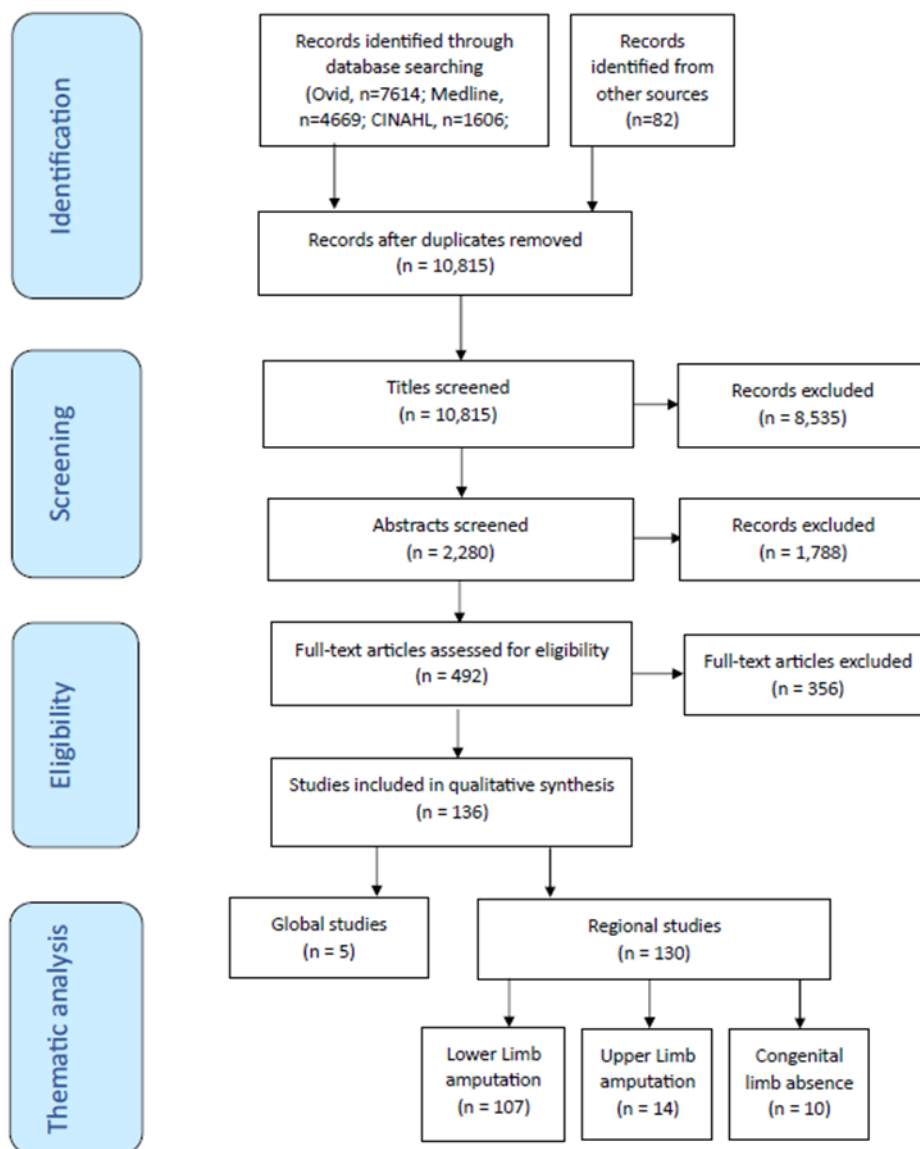 Identification
Records identified through
database searching
(Ovid, n=7614; Medline,
n=4669; CINAHL, n=1606;
Records
identified from
other sources
(n=82)
Records after duplicates removed
(n = 10,815)
Screening
Titles screened
(n = 10,815)
Records excluded
(n = 8,535)
Abstracts screened
(n = 2,280)
Records excluded
(n = 1,788)
Eligibility
Full-text articles assessed for eligibility
(n = 492)
Full-text articles excluded
(n = 356)
Studies included in qualitative synthesis
(n = 136)
Thematic analysis
Global studies
(n = 5)
Regional studies
(n = 130)
Lower Limb
amputation
(n = 107)
Upper Limb
amputation
(n = 14)
Congenital
limb absence
(n = 10)